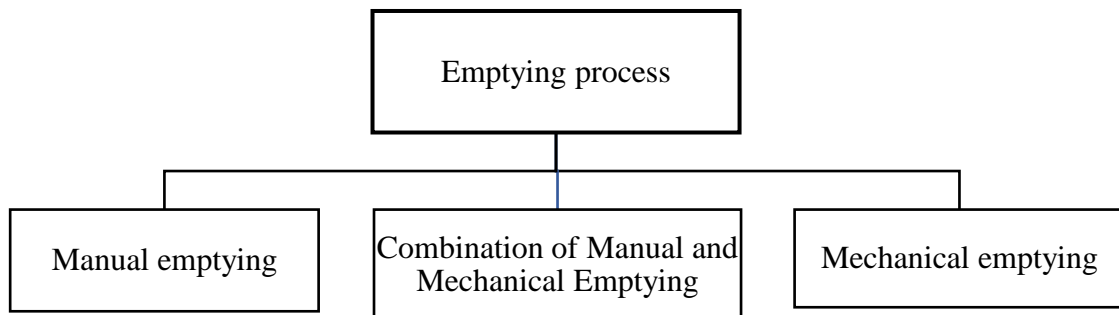 Emptying process
Manual emptying
Combination of Manual and
Mechanical Emptying
Mechanical emptying